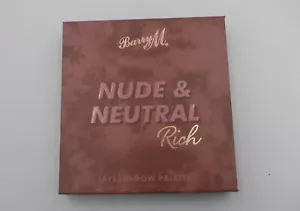 Barry M.
NUDE &
NEUTRAL
Rich
EYESHADOW PALETTE